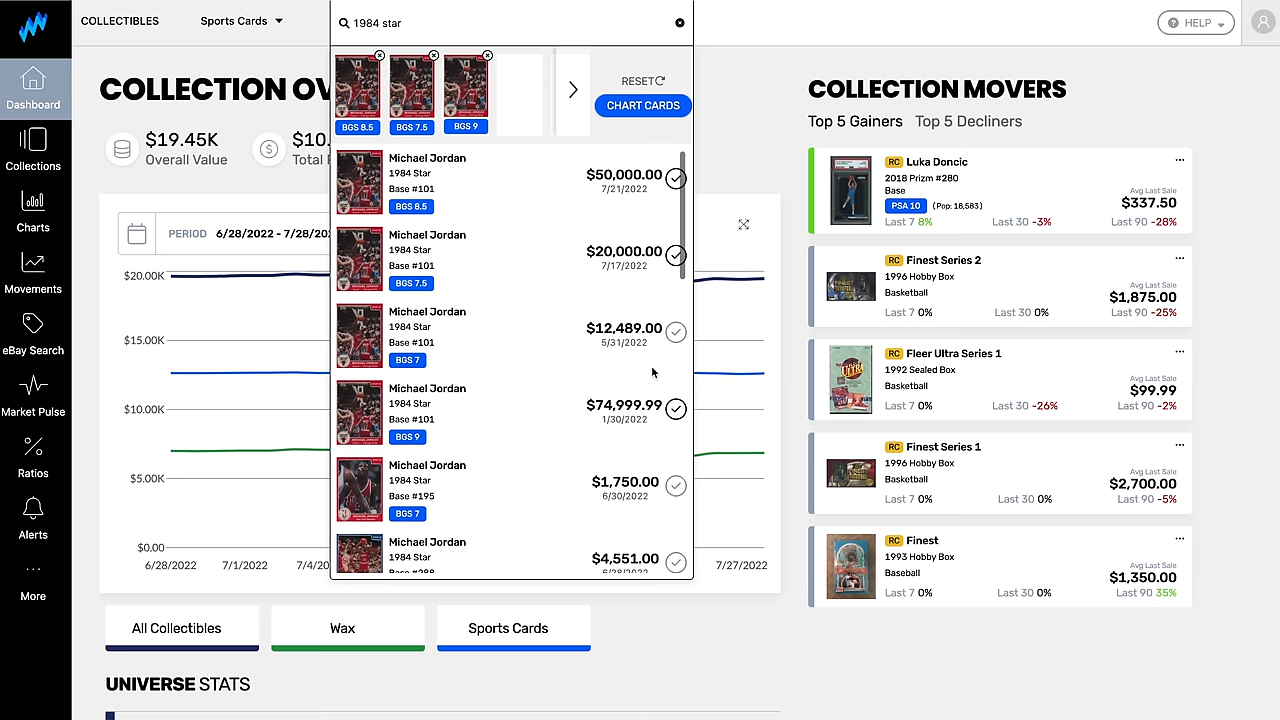 COLLECTIBLES
Sports Cards
1984 star
HELP
Dashboard
Collections
Charts
Movements
eBay Search
Market Pulse
Ratios
Alerts
...
More
COLLECTION OV
$19.45K
Overall Value
$10.
Total
PERIOD 6/28/2022 - 7/28/20
$20.00K
$15.00K
$10.00K
$5.00K
$0.00
6/28/2022
7/1/2022
7/4/20
7/27/2022
BGS 8.5
BGS 7.5
BGS 9
RESET
CHART CARDS
Michael Jordan
1984 Star
Base #101
BGS 8.5
$50,000.00
7/21/2022
Michael Jordan
1984 Star
Base #101
BGS 7.5
$20,000.00
7/17/2022
Michael Jordan
1984 Star
Base #101
BGS 7
$12,489.00
5/31/2022
Michael Jordan
1984 Star
Base #101
BGS 9
$74,999.99
1/30/2022
Michael Jordan
1984 Star
Base #195
BGS 7
$1,750.00
6/30/2022
Michael Jordan
1984 Star
Base #288
$4,551.00
6/28/2022
COLLECTION MOVERS
Top 5 Gainers
Top 5 Decliners
RC Luka Doncic
2018 Prizm #280
Base
PSA 10 (Pop: 18,583)
Avg Last Sale
$337.50
Last 7 8%
Last 30 -3%
Last 90 -28%
RC Finest Series 2
1996 Hobby Box
Basketball
Avg Last Sale
$1,875.00
Last 7 0%
Last 30 0%
Last 90 -25%
RC Fleer Ultra Series 1
1992 Sealed Box
Basketball
Avg Last Sale
$99.99
Last 7 0%
Last 30 -26%
Last 90 -2%
RC Finest Series 1
1996 Hobby Box
Basketball
Avg Last Sale
$2,700.00
Last 7 0%
Last 30 0%
Last 90 -5%
RC Finest
1993 Hobby Box
Baseball
Avg Last Sale
$1,350.00
Last 7 0%
Last 30 0%
Last 90 35%
All Collectibles
Wax
Sports Cards
UNIVERSE STATS